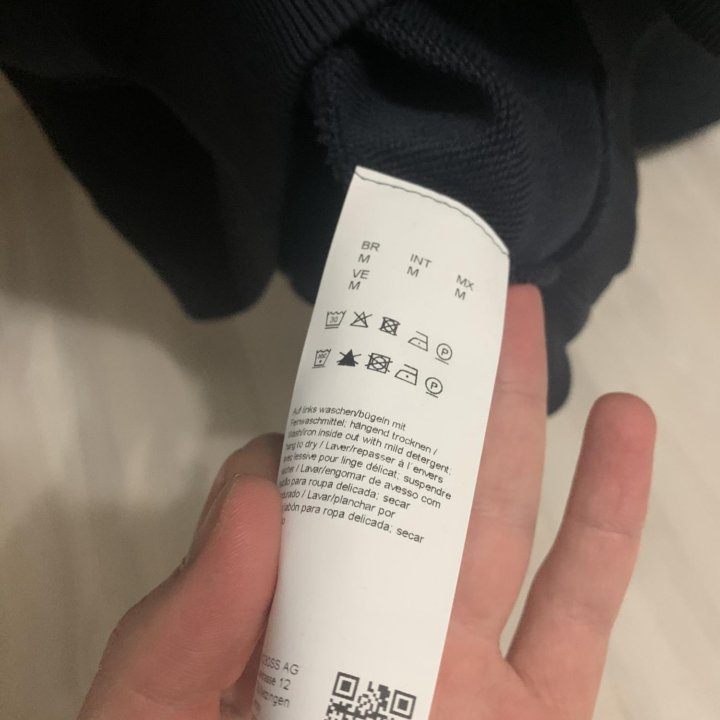 BR INT MX
M M M
VE
M
30
P
P
Auf links waschen/bügeln mit
Feinwaschmittel; hängend trocknen /
Wash/iron inside out with mild detergent;
hang to dry / Laver/repasser à l'envers
avec lessive pour linge délicat; suspendre
/ Lavar/engomar de avesso com
para roupa delicada; secar
/ Lavar/planchar por
jabón para ropa delicada; secar
AG
12